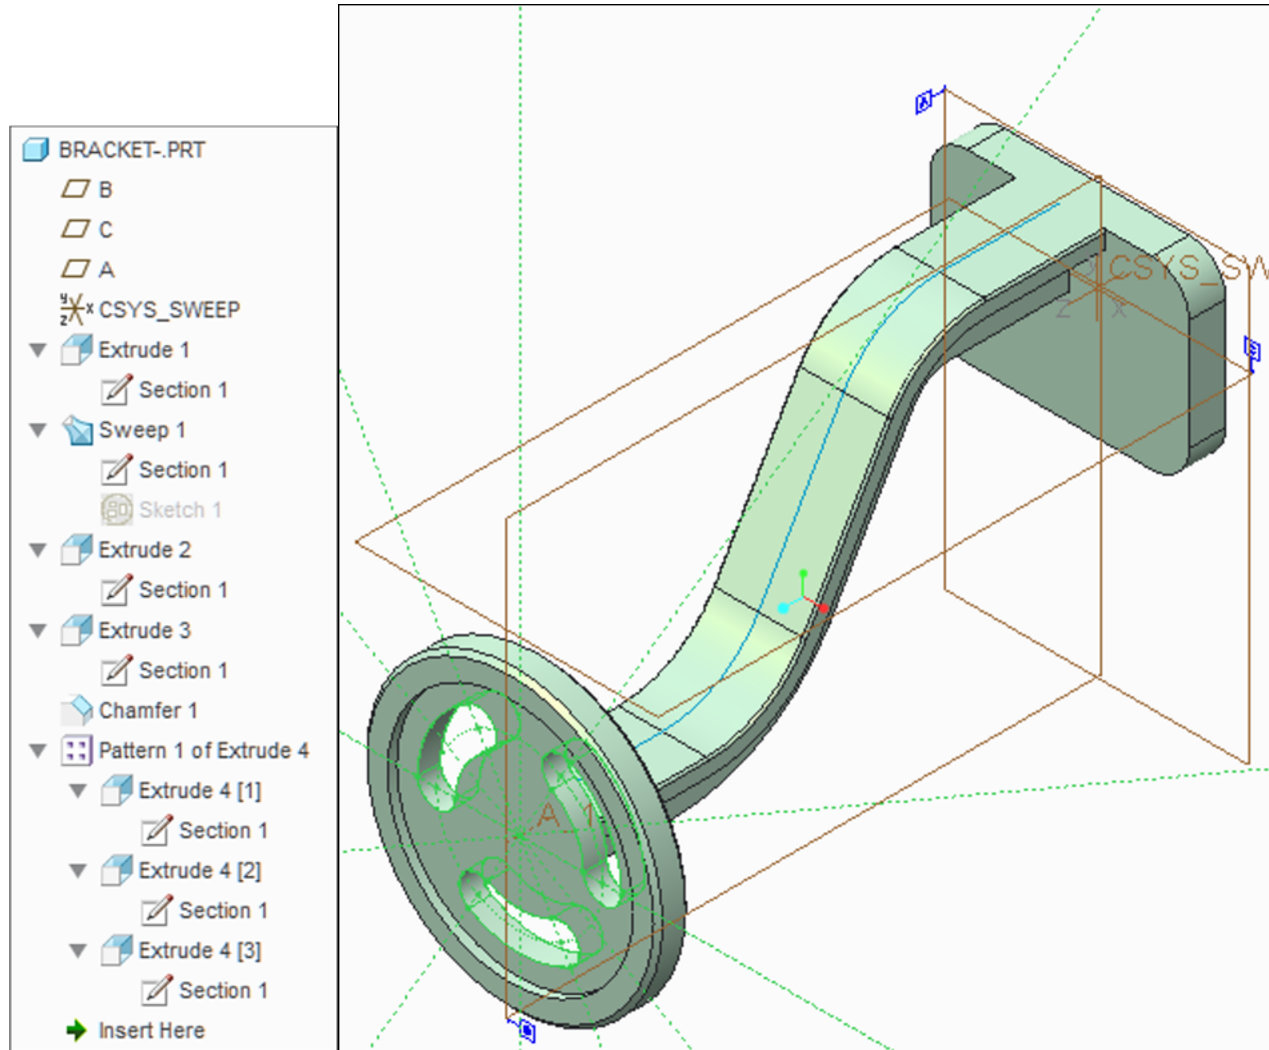 BRACKET-.PRT
B
C
A
CSYS_SWEEP
Extrude 1
Section 1
Sweep 1
Section 1
Sketch 1
Extrude 2
Section 1
Extrude 3
Section 1
Chamfer 1
Pattern 1 of Extrude 4
Extrude 4 [1]
Section 1
Extrude 4 [2]
Section 1
Extrude 4 [3]
Section 1
Insert Here
A
CSYS_SW
Z X
A_1